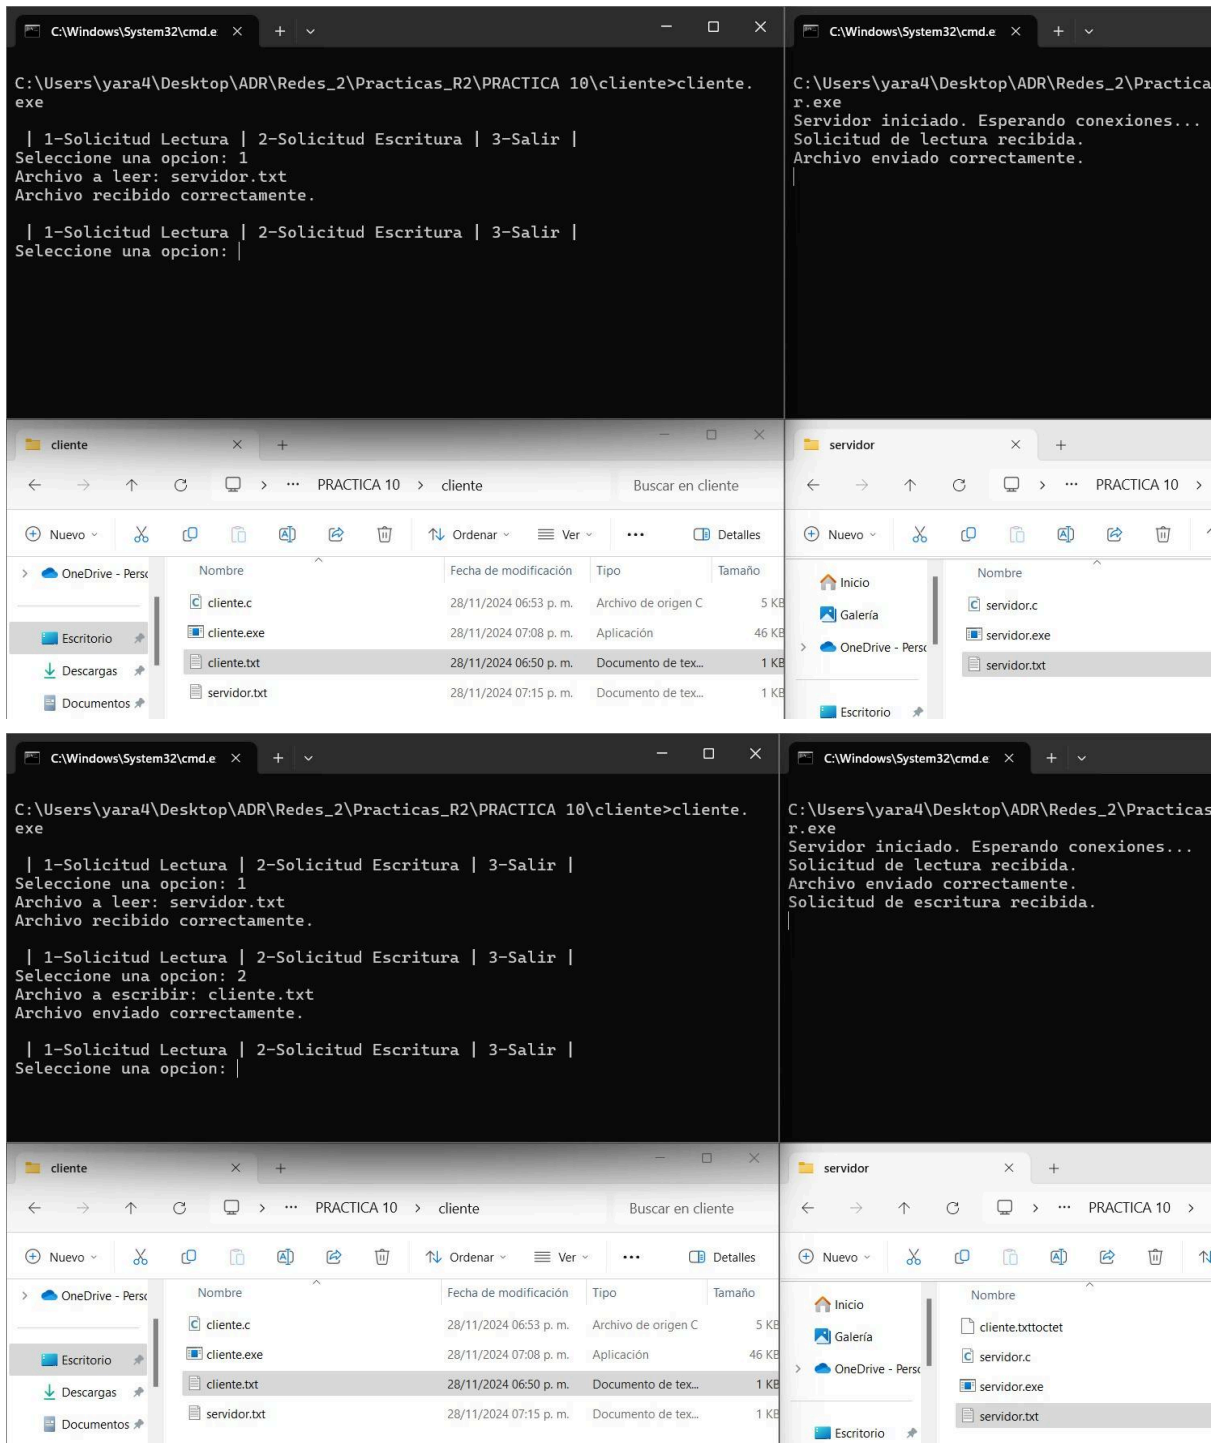 C:\Windows\System32\cmd.e
C:\Users\yara4\Desktop\ADR\Redes_2\Practicas_R2\PRACTICA 10\cliente>cliente.
exe
| 1-Solicitud Lectura | 2-Solicitud Escritura | 3-Salir |
Seleccione una opcion: 1
Archivo a leer: servidor.txt
Archivo recibido correctamente.
| 1-Solicitud Lectura | 2-Solicitud Escritura | 3-Salir |
Seleccione una opcion:
C:\Windows\System32\cmd.e
C:\Users\yara4\Desktop\ADR\Redes_2\Practica
r.exe
Servidor iniciado. Esperando conexiones...
Solicitud de lectura recibida.
Archivo enviado correctamente.
cliente
PRACTICA 10 > cliente
Buscar en cliente
Nuevo Ordenar Ver ... Detalles
OneDrive - Persc
Escritorio
Descargas
Documentos
Nombre Fecha de modificación Tipo Tamaño
cliente.c 28/11/2024 06:53 p. m. Archivo de origen C 5 KB
cliente.exe 28/11/2024 07:08 p. m. Aplicación 46 KB
cliente.txt 28/11/2024 06:50 p. m. Documento de tex... 1 KB
servidor.txt 28/11/2024 07:15 p. m. Documento de tex... 1 KB
servidor
... PRACTICA 10 >
Nuevo
Inicio
Galería
OneDrive - Persc
Escritorio
Nombre
servidor.c
servidor.exe
servidor.txt
C:\Windows\System32\cmd.e
C:\Users\yara4\Desktop\ADR\Redes_2\Practicas_R2\PRACTICA 10\cliente>cliente.
exe
| 1-Solicitud Lectura | 2-Solicitud Escritura | 3-Salir |
Seleccione una opcion: 1
Archivo a leer: servidor.txt
Archivo recibido correctamente.
| 1-Solicitud Lectura | 2-Solicitud Escritura | 3-Salir |
Seleccione una opcion: 2
Archivo a escribir: cliente.txt
Archivo enviado correctamente.
| 1-Solicitud Lectura | 2-Solicitud Escritura | 3-Salir |
Seleccione una opcion:
C:\Windows\System32\cmd.e
C:\Users\yara4\Desktop\ADR\Redes_2\Practicas
r.exe
Servidor iniciado. Esperando conexiones...
Solicitud de lectura recibida.
Archivo enviado correctamente.
Solicitud de escritura recibida.
cliente
PRACTICA 10 > cliente
Buscar en cliente
Nuevo Ordenar Ver ... Detalles
OneDrive - Persc
Escritorio
Descargas
Documentos
Nombre Fecha de modificación Tipo Tamaño
cliente.c 28/11/2024 06:53 p. m. Archivo de origen C 5 KB
cliente.exe 28/11/2024 07:08 p. m. Aplicación 46 KB
cliente.txt 28/11/2024 06:50 p. m. Documento de tex... 1 KB
servidor.txt 28/11/2024 07:15 p. m. Documento de tex... 1 KB
servidor
... PRACTICA 10 >
Nuevo
Inicio
Galería
OneDrive - Persc
Escritorio
Nombre
cliente.txttoctet
servidor.c
servidor.exe
servidor.txt